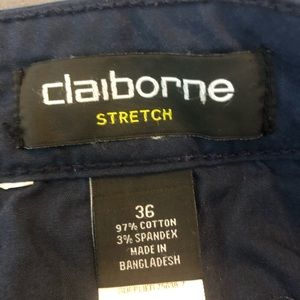 claiborne
STRETCH
36
97% COTTON
3% SPANDEX
MADE IN
BANGLADESH